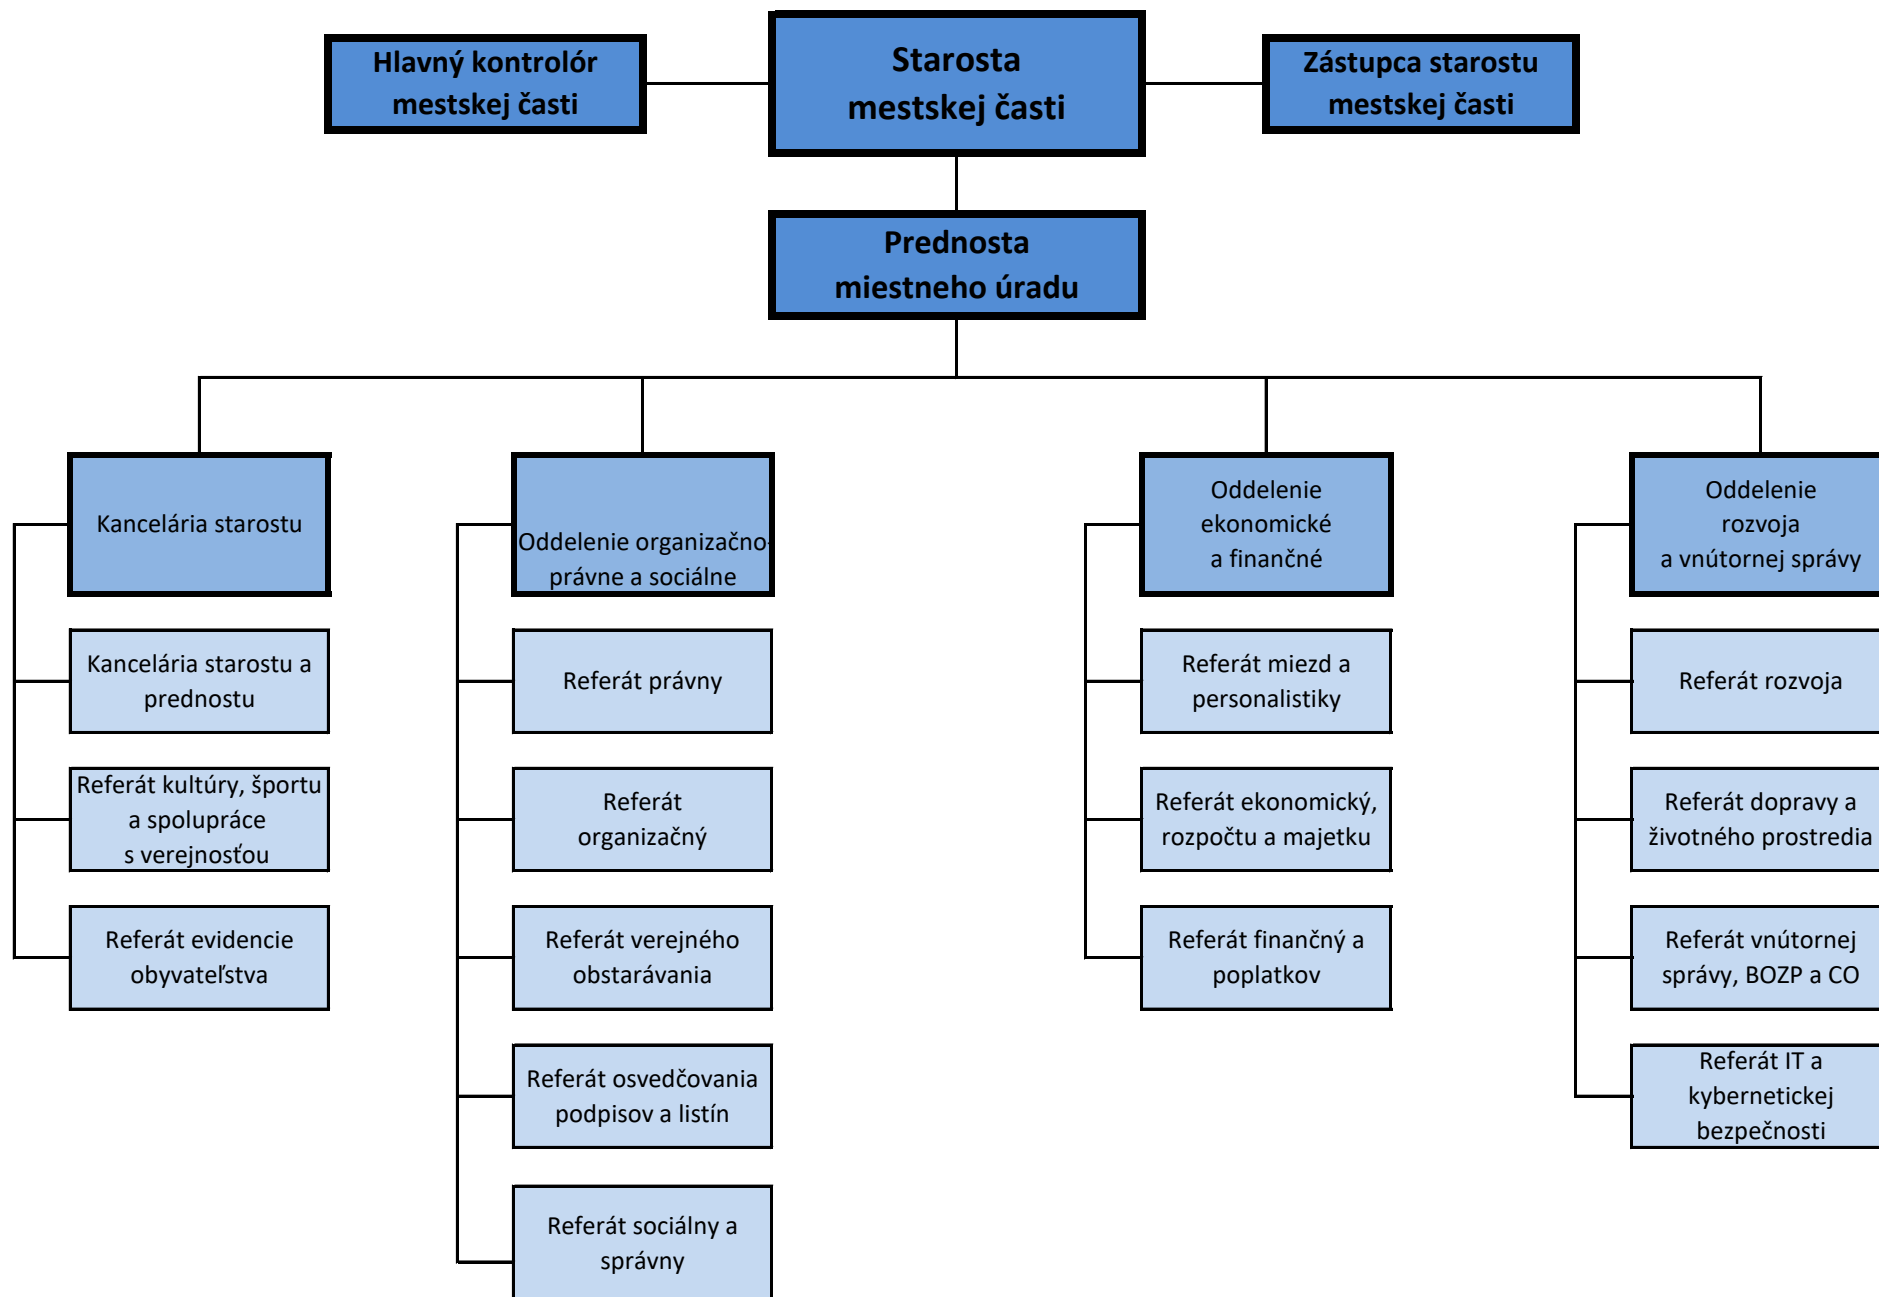 Hlavný kontrolór
mestskej časti
Starosta
mestskej časti
Zástupca starostu
mestskej časti
Prednosta
miestneho úradu
Kancelária starostu
Kancelária starostu a
prednostu
Referát kultúry, športu
a spolupráce
s verejnosťou
Referát evidencie
obyvateľstva
Oddelenie organizačno-
právne a sociálne
Referát právny
Referát
organizačný
Referát verejného
obstarávania
Referát osvedčovania
podpisov a listín
Referát sociálny a
správny
Oddelenie
ekonomické
a finančné
Referát miezd a
personalistiky
Referát ekonomický,
rozpočtu a majetku
Referát finančný a
poplatkov
Oddelenie
rozvoja
a vnútornej správy
Referát rozvoja
Referát dopravy a
životného prostredia
Referát vnútornej
správy, BOZP a CO
Referát IT a
kybernetickej
bezpečnosti